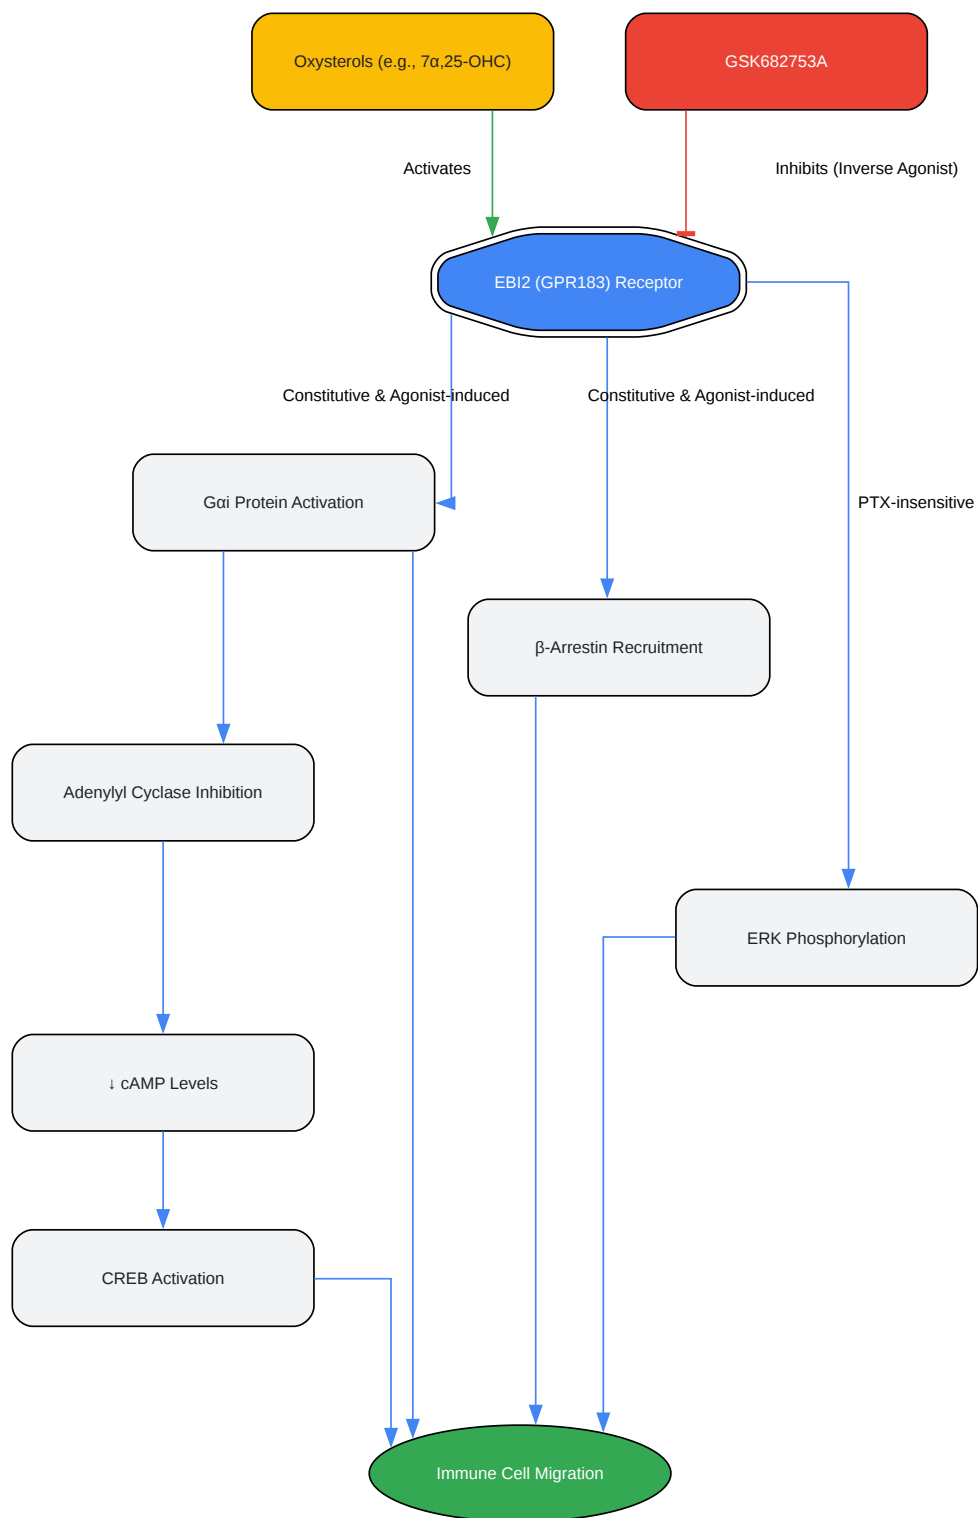 Oxysterols (e.g., 7α,25-OHC)
GSK682753A
Activates
Inhibits (Inverse Agonist)
EBI2 (GPR183) Receptor
Constitutive & Agonist-induced
Constitutive & Agonist-induced
Gαi Protein Activation
PTX-insensitive
β-Arrestin Recruitment
Adenylyl Cyclase Inhibition
ERK Phosphorylation
↓ cAMP Levels
CREB Activation
Immune Cell Migration